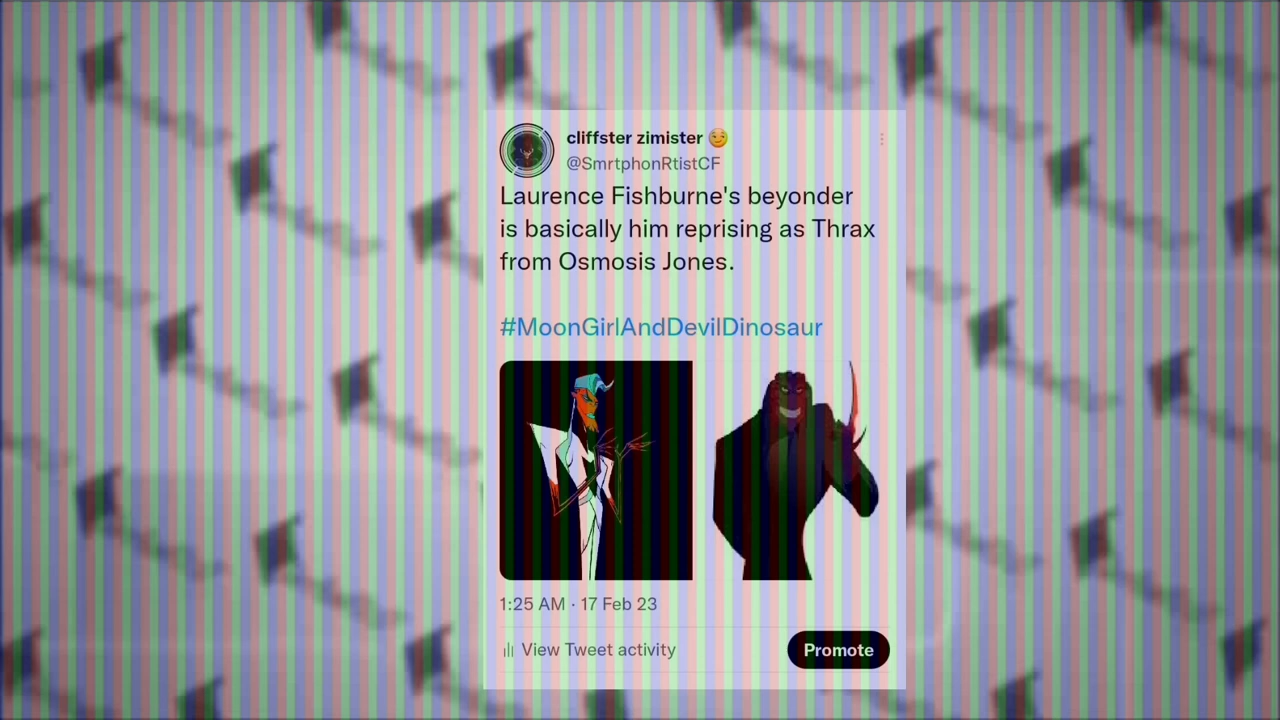 cliffster zimister 😏
@SmrtphonRtistCF
Laurence Fishburne's beyonder
is basically him reprising as Thrax
from Osmosis Jones.
#MoonGirlAndDevilDinosaur
1:25 AM · 17 Feb 23
View Tweet activity
Promote